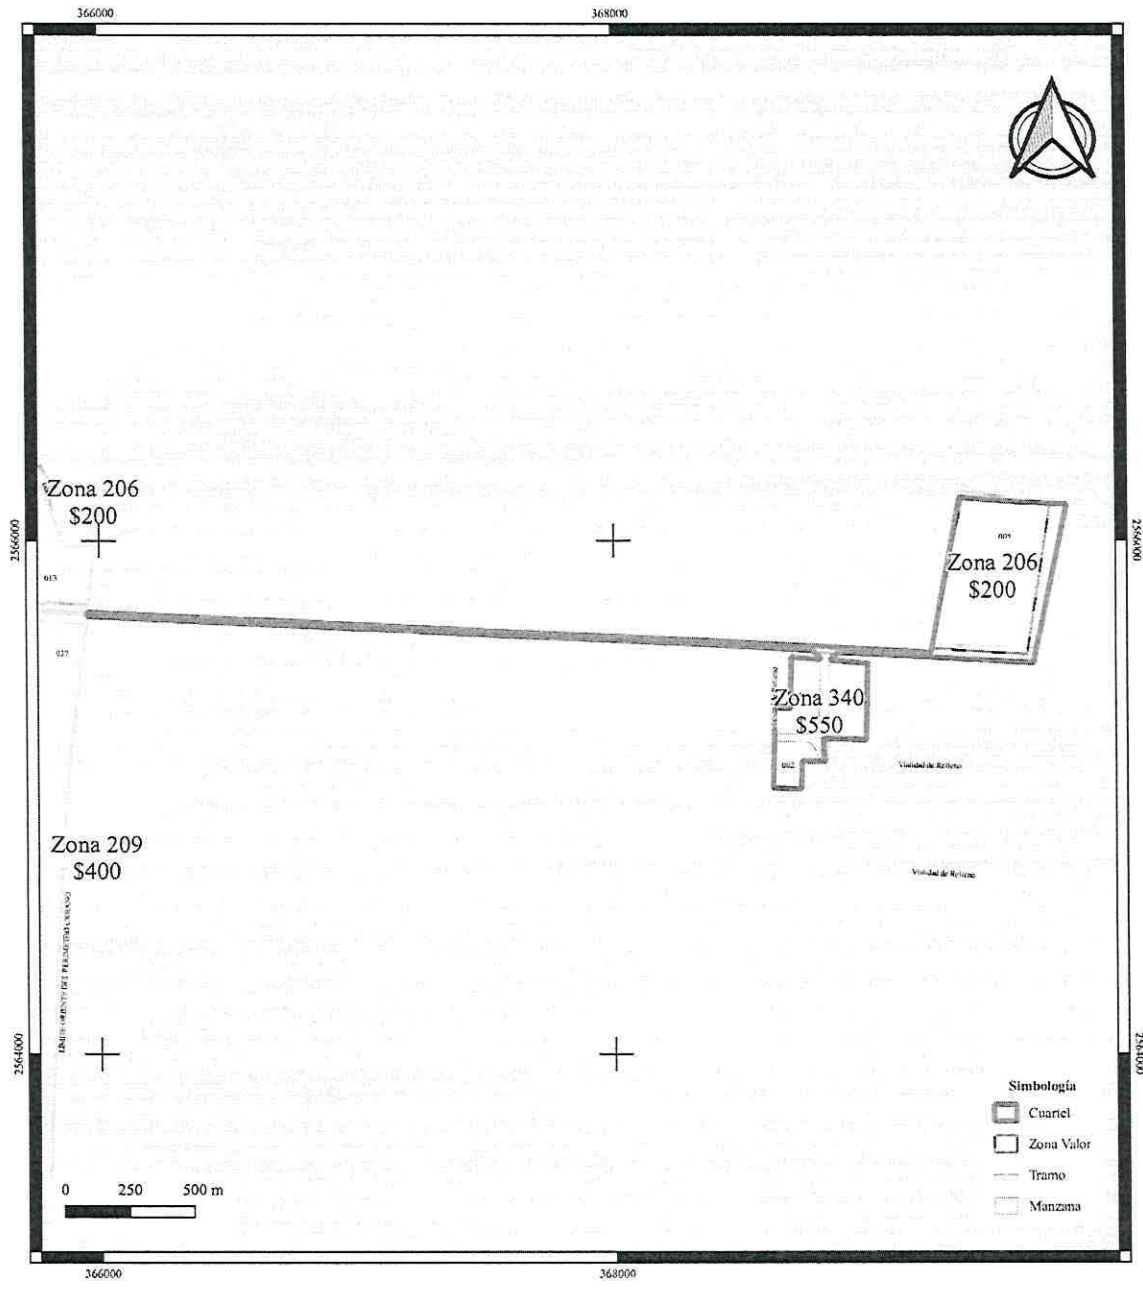 366000
368000
Zona 206
$200
2566000
2566000
005
Zona 206
$200
013
027
Zona 340
$550
002
Vialidad de Relleno
Zona 209
$400
Vialidad de Relleno
LIMITE ORIENTE DEL PERIMETRO URBANO
2564000
2564000
Simbología
Cuartel
Zona Valor
Tramo
Manzana
0 250 500 m
366000
368000